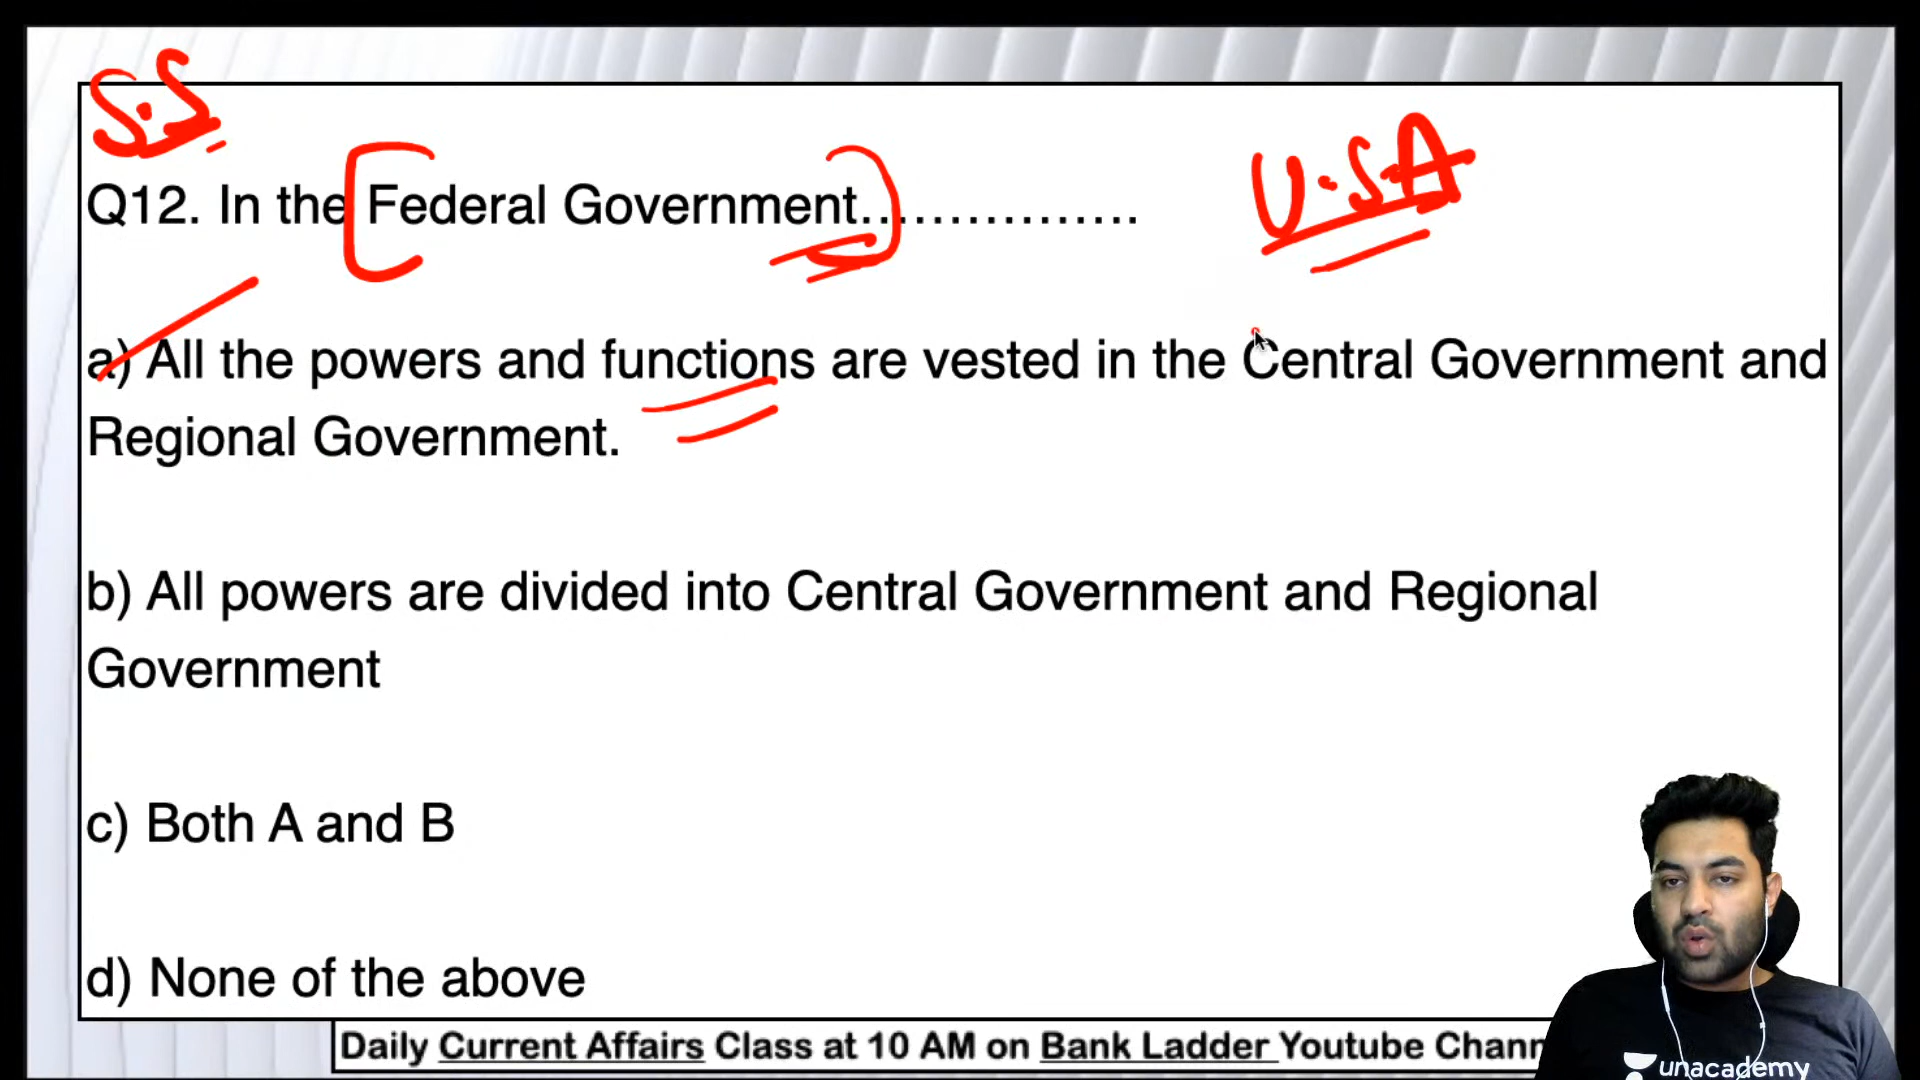 S.S.
Q12. In the Federal Government................
U.S.A
a) All the powers and functions are vested in the Central Government and
Regional Government.
b) All powers are divided into Central Government and Regional
Government
c) Both A and B
d) None of the above
Daily Current Affairs Class at 10 AM on Bank Ladder Youtube Chann
unacademy